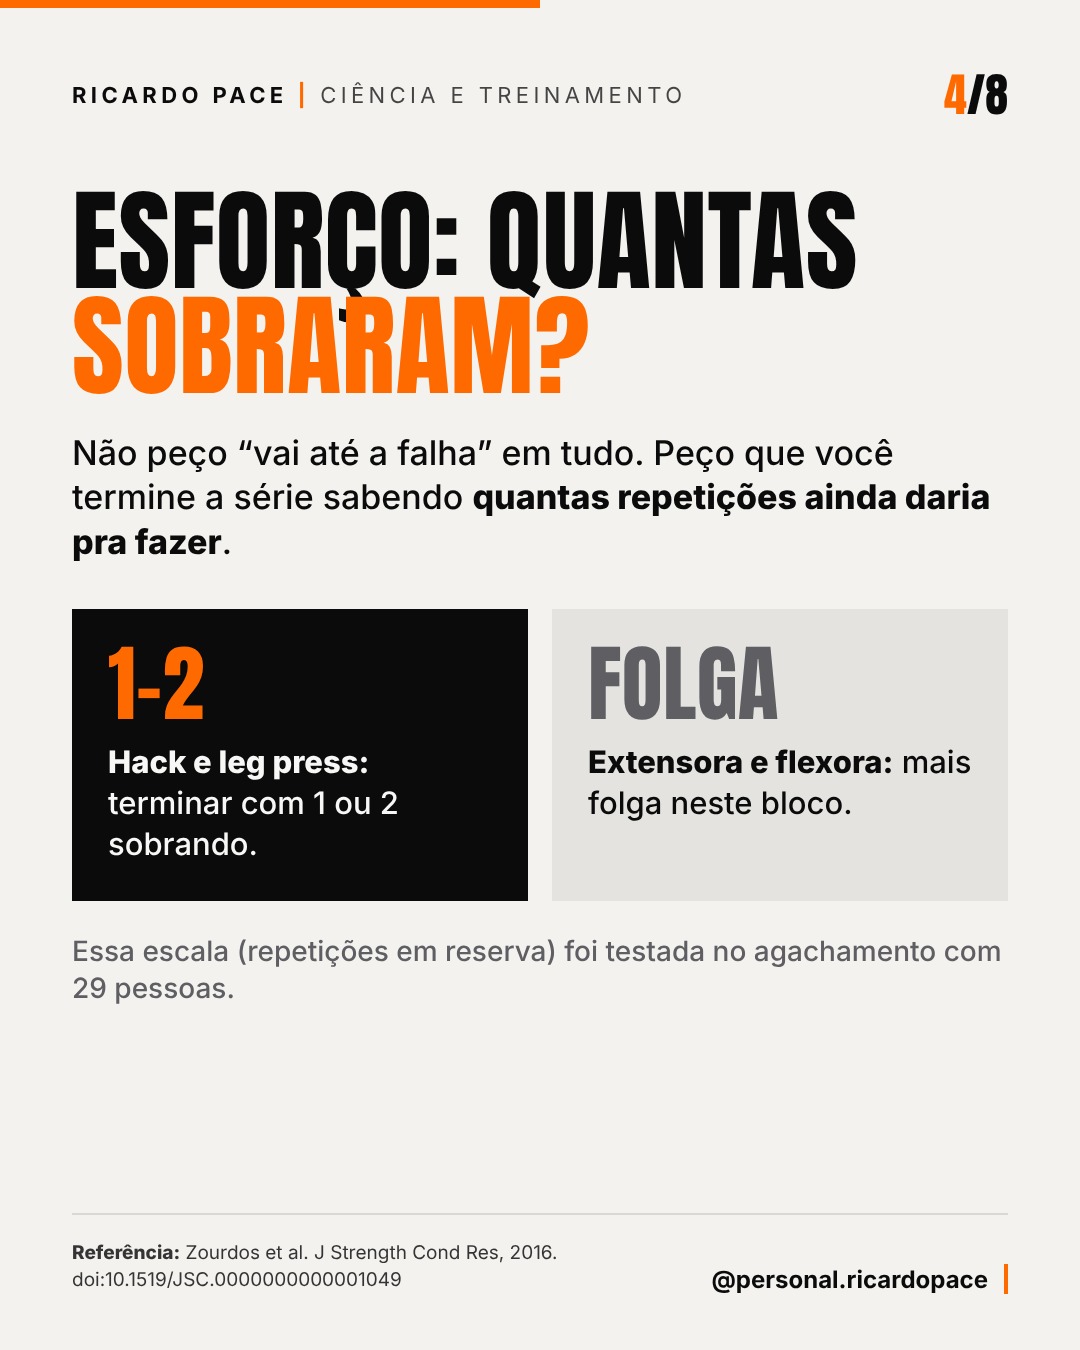 RICARDO PACE | CIÊNCIA E TREINAMENTO
4/8
ESFORÇO: QUANTAS
SOBRARAM?
Não peço “vai até a falha” em tudo. Peço que você
termine a série sabendo quantas repetições ainda daria
pra fazer.
1-2
Hack e leg press:
terminar com 1 ou 2
sobrando.
FOLGA
Extensora e flexora: mais
folga neste bloco.
Essa escala (repetições em reserva) foi testada no agachamento com
29 pessoas.
Referência: Zourdos et al. J Strength Cond Res, 2016.
doi:10.1519/JSC.0000000000001049
@personal.ricardopace